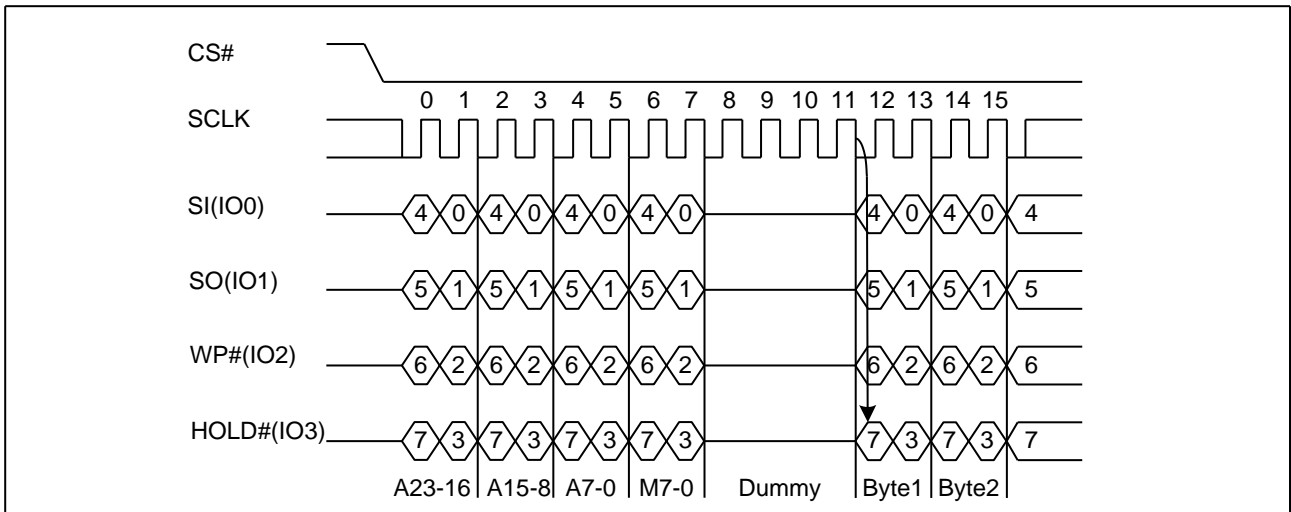 CS#
0 1 2 3 4 5 6 7 8 9 10 11 12 13 14 15
SCLK
SI(IO0) 4 0 4 0 4 0 4 0 4 0 4 0 4
SO(IO1) 5 1 5 1 5 1 5 1 5 1 5 1 5
WP#(IO2) 6 2 6 2 6 2 6 2 6 2 6 2 6
HOLD#(IO3) 7 3 7 3 7 3 7 3 7 3 7 3 7
A23-16 A15-8 A7-0 M7-0 Dummy Byte1 Byte2